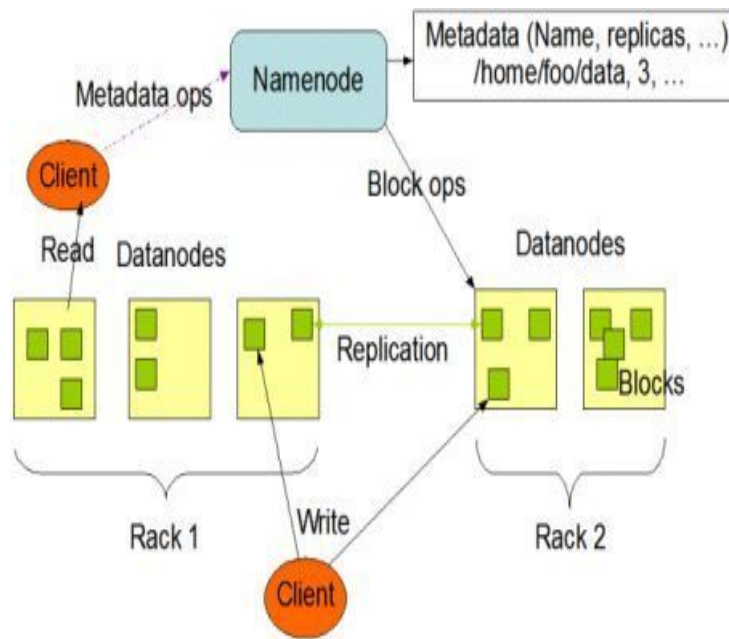 Metadata (Name, replicas, …)
/home/foo/data, 3, …
Namenode
Metadata ops
Client
Block ops
Read
Datanodes
Datanodes
Replication
Blocks
Rack 1
Write
Rack 2
Client